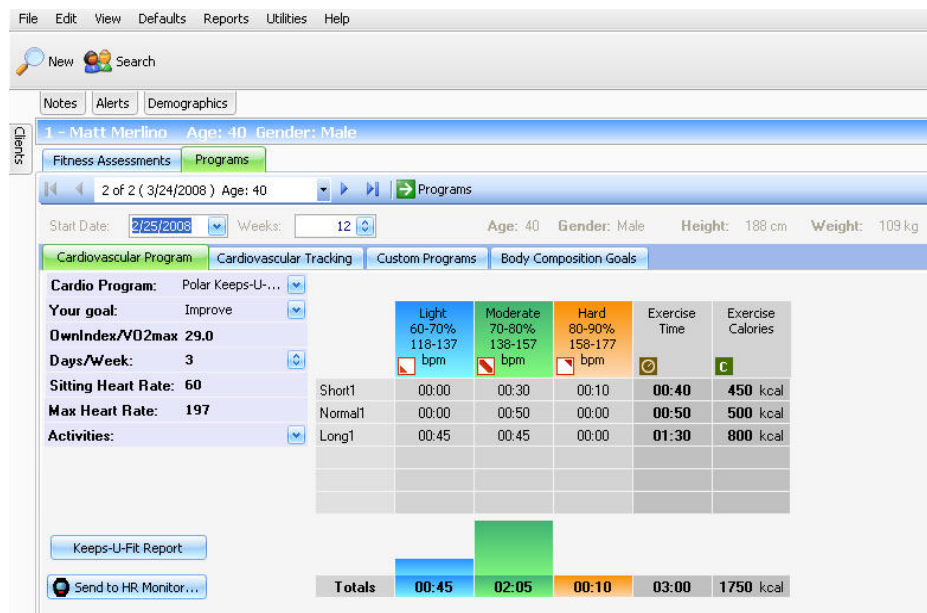 File Edit View Defaults Reports Utilities Help
New Search
Notes Alerts Demographics
Clients
1 - Matt Merlino Age: 40 Gender: Male
Fitness Assessments Programs
2 of 2 ( 3/24/2008 ) Age: 40 Programs
Start Date: 2/25/2008 Weeks: 12 Age: 40 Gender: Male Height: 188 cm Weight: 109 kg
Cardiovascular Program Cardiovascular Tracking Custom Programs Body Composition Goals
Cardio Program: Polar Keeps-U-...
Your goal: Improve
OwnIndex/VO2max 29.0
Days/Week: 3
Sitting Heart Rate: 60
Max Heart Rate: 197
Activities:
Light Moderate Hard Exercise Exercise
60-70% 70-80% 80-90% Time Calories
118-137 138-157 158-177
bpm bpm bpm C
Short1 00:00 00:30 00:10 00:40 450 kcal
Normal1 00:00 00:50 00:00 00:50 500 kcal
Long1 00:45 00:45 00:00 01:30 800 kcal
Keeps-U-Fit Report
Send to HR Monitor...
Totals 00:45 02:05 00:10 03:00 1750 kcal